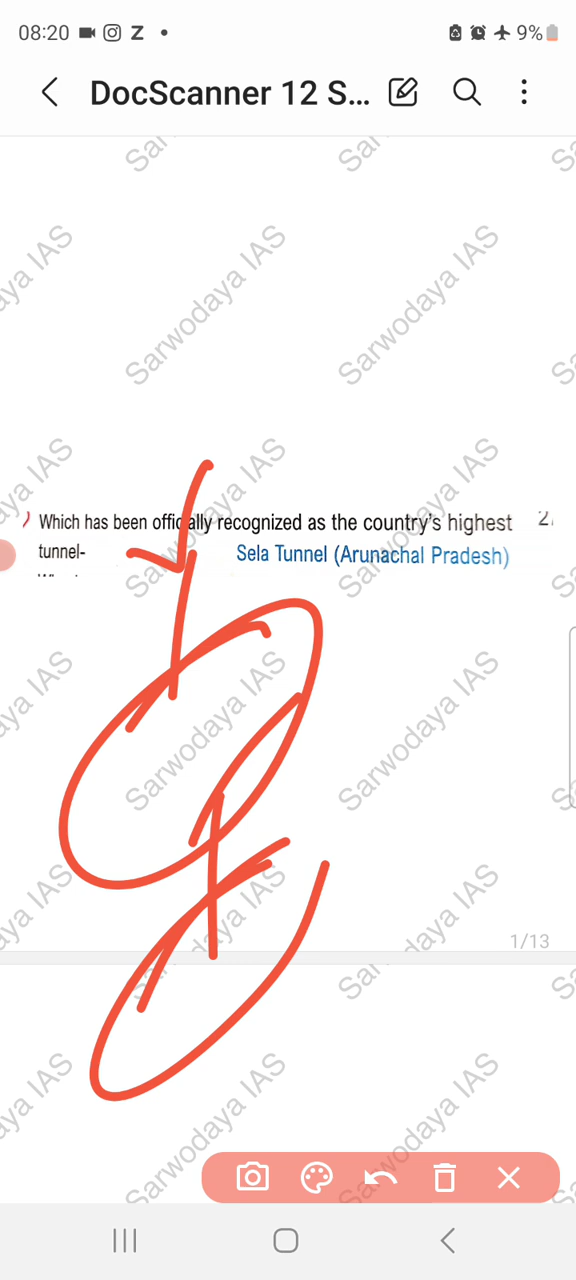 08:20 Z • 9%
DocScanner 12 S...
Sarwodaya IAS
Which has been officially recognized as the country's highest
tunnel- Sela Tunnel (Arunachal Pradesh)
1/13